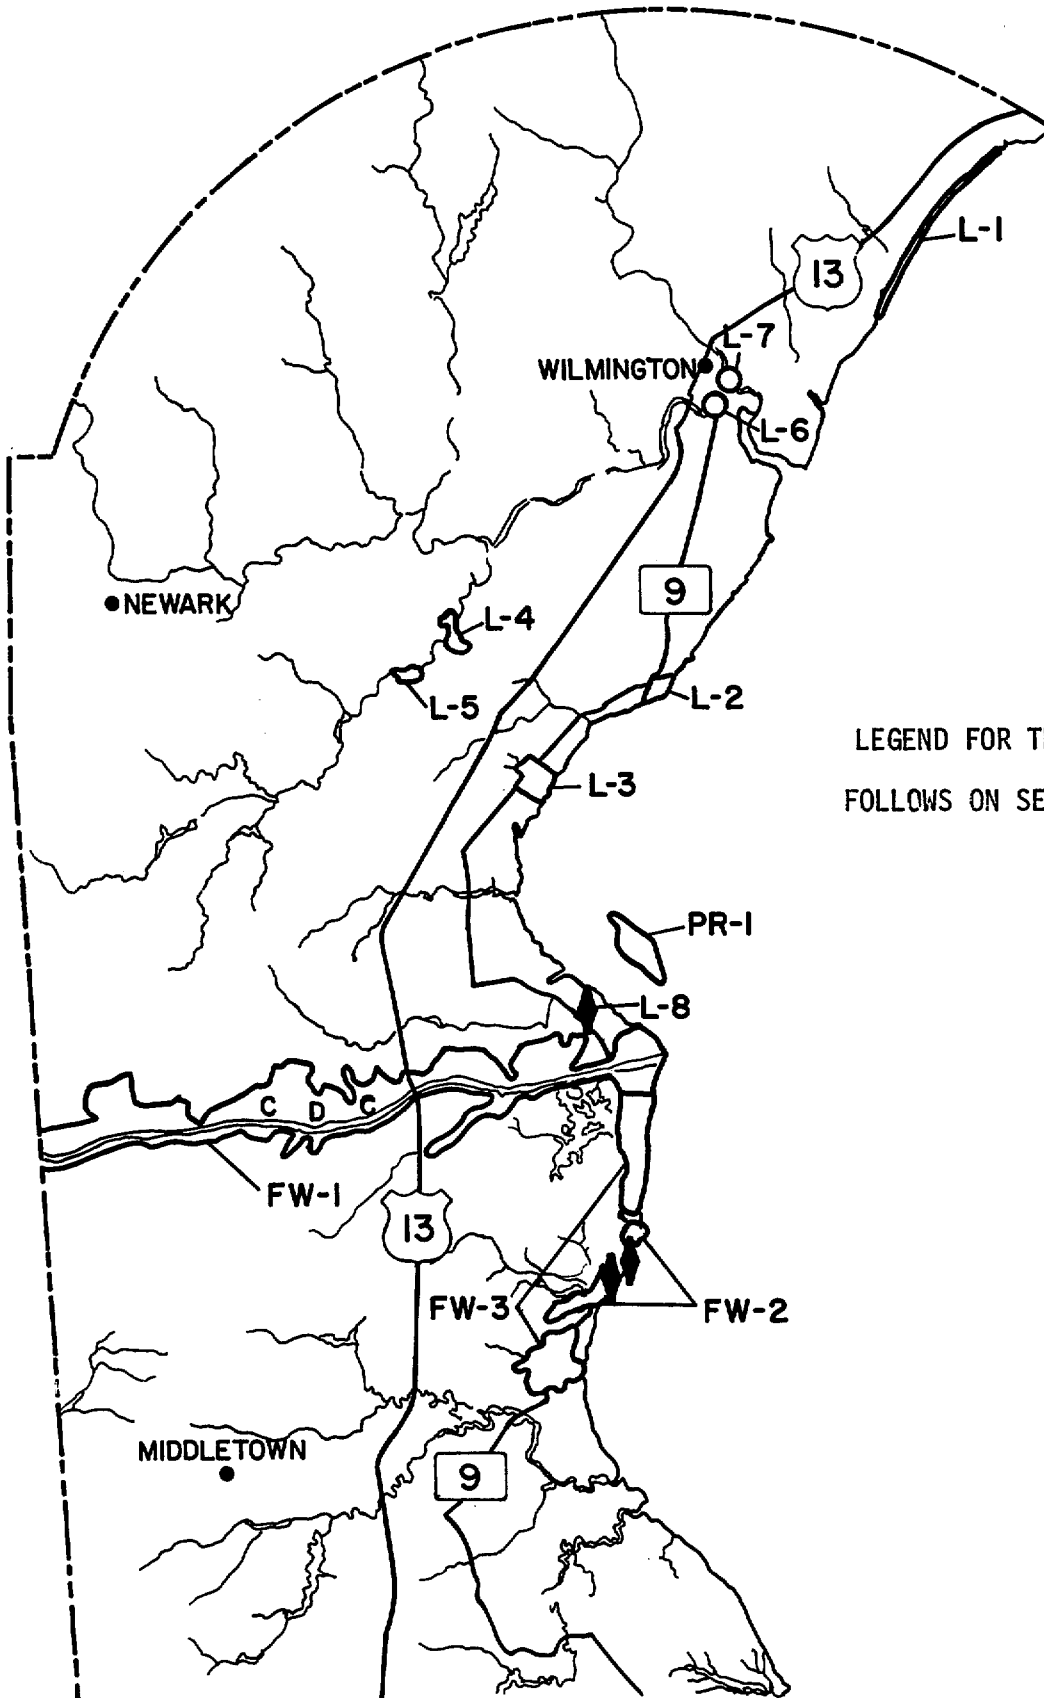 L-1
13
L-7
WILMINGTON
L-6
9
NEWARK
L-4
L-5
L-2
LEGEND FOR
L-3
FOLLOWS ON
PR-1
L-8
C D C
FW-1
13
FW-3
FW-2
MIDDLETOWN
9